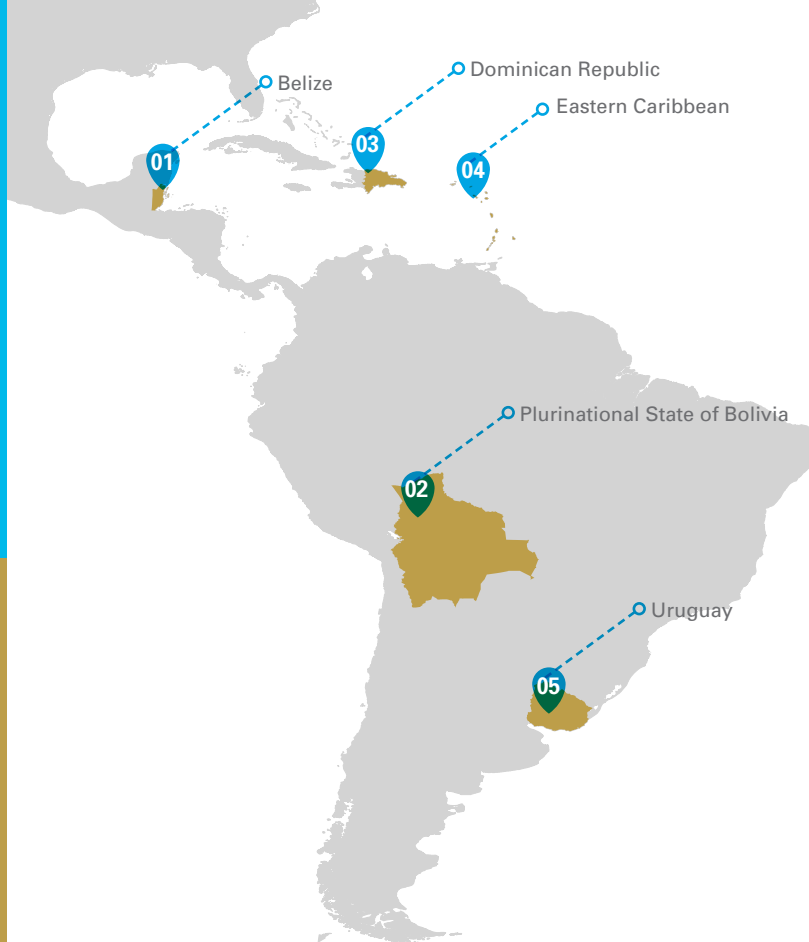 Dominican Republic
Belize
Eastern Caribbean
03
01
04
Plurinational State of Bolivia
02
Uruguay
05